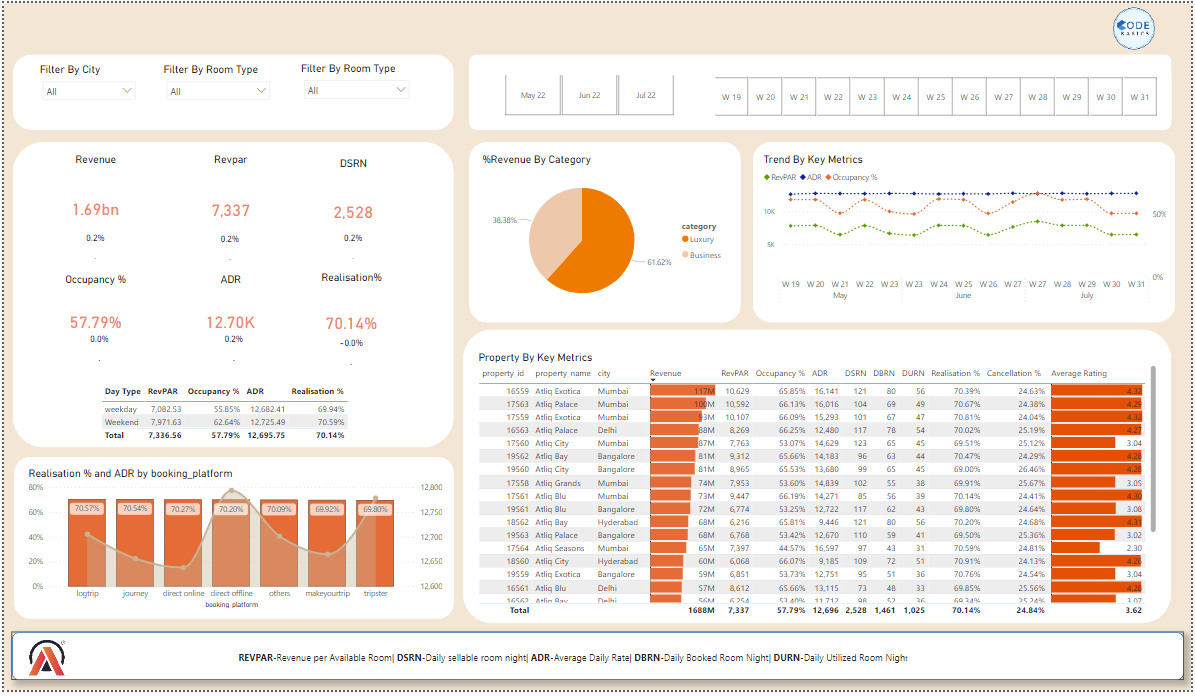 CODE
BASICS
Filter By City
All
Filter By Room Type
All
Filter By Room Type
All
May 22 Jun 22 Jul 22
W 19 W 20 W 21 W 22 W 23 W 24 W 25 W 26 W 27 W 28 W 29 W 30 W 31
Revenue Revpar DSRN
1.69bn 7,337 2,528
0.2% 0.2% 0.2%
Occupancy % ADR Realisation%
57.79% 12.70K 70.14%
0.0% 0.2% -0.0%
Day Type RevPAR Occupancy % ADR Realisation %
weekday 7,082.53 55.85% 12,682.41 69.94%
Weekend 7,971.63 62.64% 12,725.49 70.59%
Total 7,336.56 57.79% 12,695.75 70.14%
%Revenue By Category
38.38%
61.62%
category
Luxury
Business
Trend By Key Metrics
RevPAR ADR Occupancy %
10K
5K
50%
0%
W 19 W 20 W 21 W 22 W 23 W 23 W 24 W 25 W 26 W 27 W 27 W 28 W 29 W 30 W 31
May June July
Realisation % and ADR by booking_platform
80% 12,800
60% 12,750
40% 12,700
20% 12,650
0% 12,600
70.57% 70.54% 70.27% 70.20% 70.09% 69.92% 69.80%
logtrip journey direct online direct offline others makeyourtrip tripster
booking_platform
Property By Key Metrics
property_id property_name city Revenue RevPAR Occupancy % ADR DSRN DBRN DURN Realisation % Cancellation % Average Rating
16559 Atliq Exotica Mumbai 117M 10,629 65.85% 16,141 121 80 56 70.39% 24.63% 4.32
17563 Atliq Palace Mumbai 100M 10,592 66.13% 16,016 104 69 49 70.67% 24.38% 4.29
17559 Atliq Exotica Mumbai 93M 10,107 66.09% 15,293 101 67 47 70.81% 24.04% 4.32
16563 Atliq Palace Delhi 88M 8,269 66.25% 12,480 117 78 54 70.02% 25.19% 4.27
17560 Atliq City Mumbai 87M 7,763 53.07% 14,629 123 65 45 69.51% 25.12% 3.04
19562 Atliq Bay Bangalore 81M 9,312 65.66% 14,183 96 63 44 70.47% 24.29% 4.28
19560 Atliq City Bangalore 81M 8,965 65.53% 13,680 99 65 45 69.00% 26.46% 4.28
17558 Atliq Grands Mumbai 74M 7,953 53.60% 14,839 102 55 38 69.91% 25.67% 3.05
17561 Atliq Blu Mumbai 73M 9,447 66.19% 14,271 85 56 39 70.14% 24.41% 4.30
19561 Atliq Blu Bangalore 72M 6,774 53.25% 12,722 117 62 43 69.80% 24.64% 3.08
18562 Atliq Bay Hyderabad 68M 6,216 65.81% 9,446 121 80 56 70.20% 24.68% 4.31
19563 Atliq Palace Bangalore 68M 6,768 53.42% 12,670 110 59 41 69.50% 25.36% 3.02
17564 Atliq Seasons Mumbai 65M 7,397 44.57% 16,597 97 43 31 70.59% 24.81% 2.30
18560 Atliq City Hyderabad 60M 6,068 66.07% 9,185 109 72 51 70.91% 24.13% 4.26
19559 Atliq Exotica Bangalore 59M 6,851 53.73% 12,751 95 51 36 70.76% 24.54% 3.04
16561 Atliq Blu Delhi 57M 8,612 65.66% 13,115 73 48 33 69.85% 25.56% 4.28
16562 Atliq Bay Delhi 56M 6,254 53.40% 11,712 98 52 36 69.34% 25.24% 3.07
Total 1688M 7,337 57.79% 12,696 2,528 1,461 1,025 70.14% 24.84% 3.62
REVPAR-Revenue per Available Room| DSRN-Daily sellable room night| ADR-Average Daily Rate| DBRN-Daily Booked Room Night| DURN-Daily Utilized Room Night